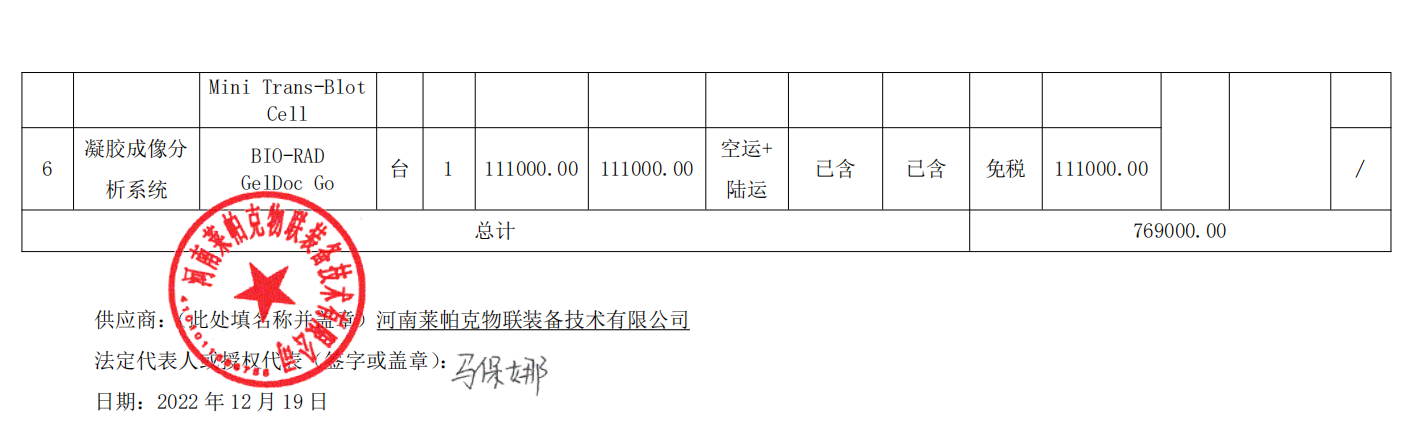 Mini Trans-Blot
Cell
6 凝胶成像分析系统 BIO-RAD GelDoc Go 台 1 111000.00 111000.00 空运+陆运 已含 已含 免税 111000.00 /
总计 769000.00
河南莱帕克物联装备技术有限公司
供应商：（此处填名称并盖章）河南莱帕克物联装备技术有限公司
法定代表人或授权代表（签字或盖章）：马保娜
日期：2022 年 12 月 19 日